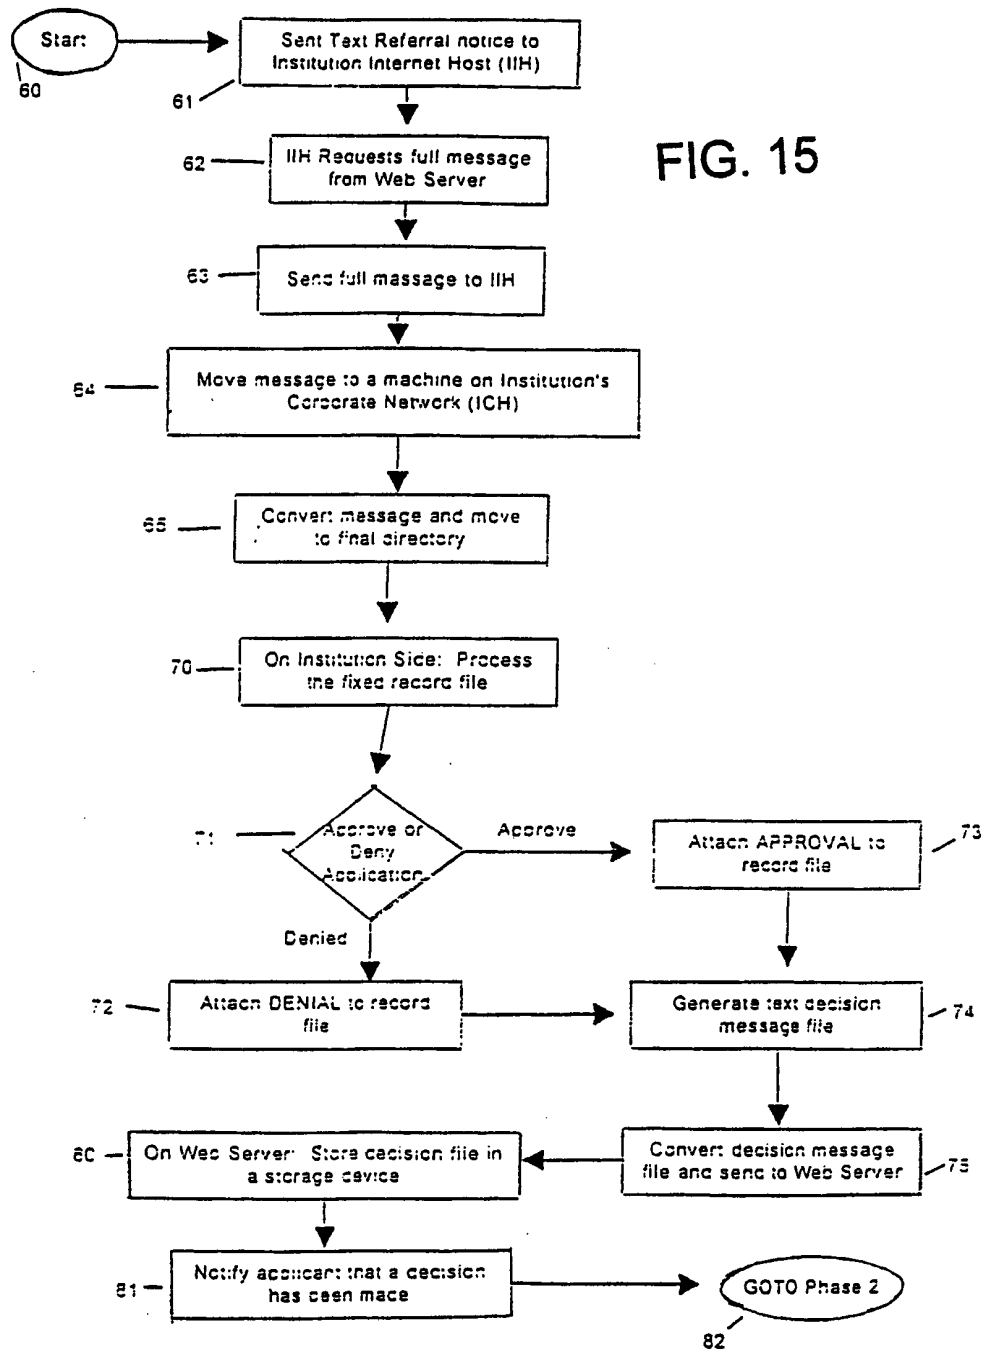 Start
60
Sent Text Referral notice to
Institution Internet Host (IIH)
61
FIG. 15
62
IIH Requests full message
from Web Server
63
Send full massage to IIH
64
Move message to a machine on Institution's
Corporate Network (ICH)
65
Convert message and move
to final directory
70
On Institution Side: Process
the fixed record file
71
Approve or
Deny
Application
Approve
Attach APPROVAL to
record file
73
Denied
72
Attach DENIAL to record
file
Generate text decision
message file
74
80
On Web Server: Store decision file in
a storage device
Convert decision message
file and send to Web Server
75
81
Notify applicant that a decision
has been made
GOTO Phase 2
82